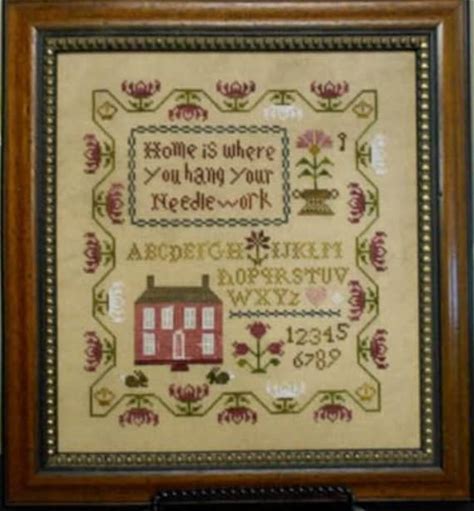 Home is where
you hang your
Needlework
ABCDEFGH IJKLM
NOPQRSTUV
WXYZ
12345
6789